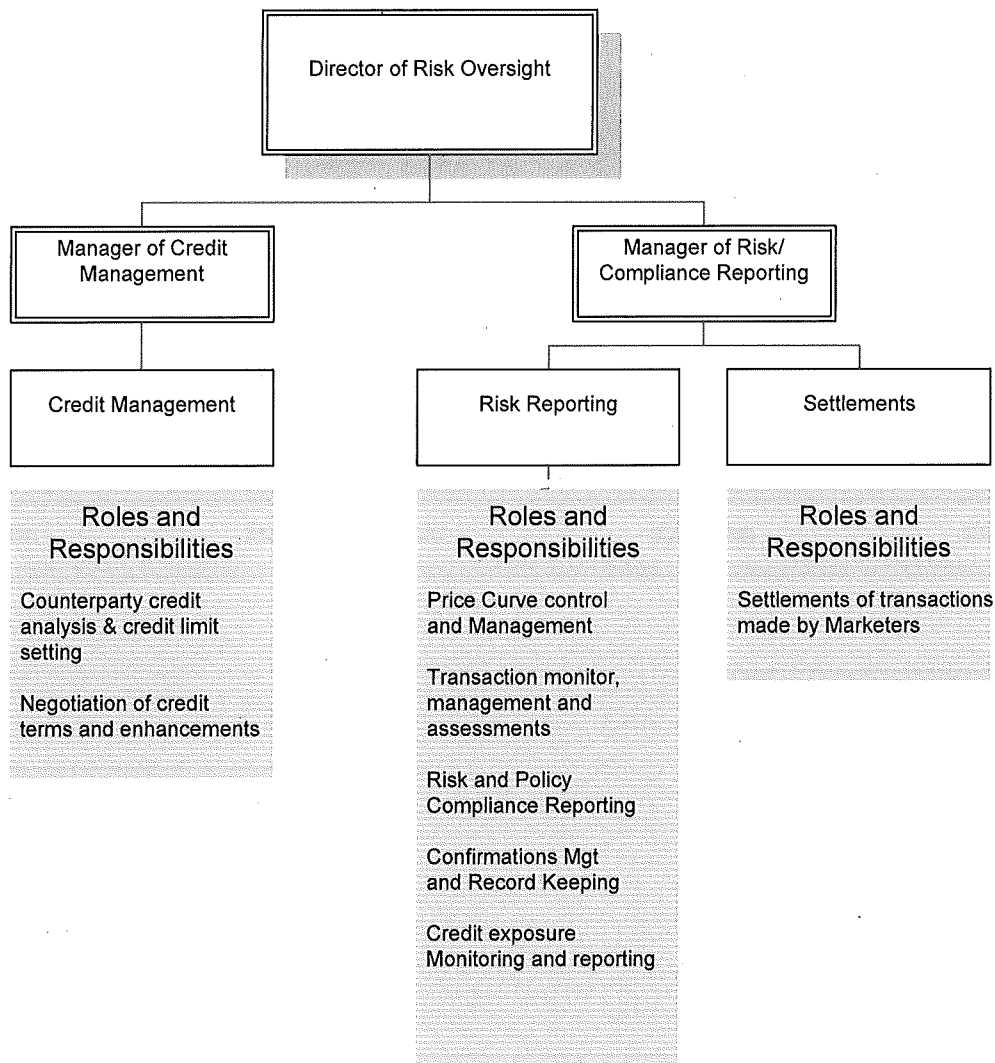 Director of Risk Oversight
Manager of Credit
Management
Manager of Risk/
Compliance Reporting
Credit Management
Risk Reporting
Settlements
Roles and
Responsibilities
Counterparty credit
analysis & credit limit
setting
Negotiation of credit
terms and enhancements
Roles and
Responsibilities
Price Curve control
and Management
Transaction monitor,
management and
assessments
Risk and Policy
Compliance Reporting
Confirmations Mgt
and Record Keeping
Credit exposure
Monitoring and reporting
Roles and
Responsibilities
Settlements of transactions
made by Marketers